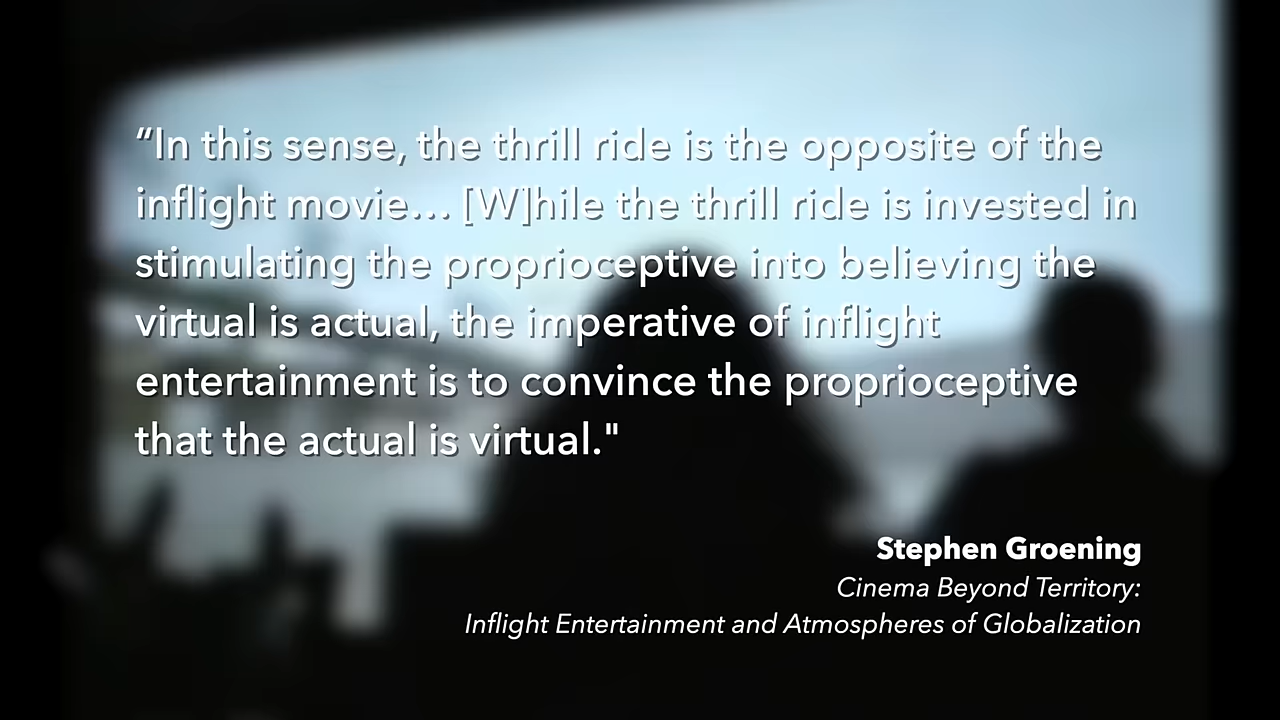 “In this sense, the thrill ride is the opposite of the
inflight movie... [W]hile the thrill ride is invested in
stimulating the proprioceptive into believing the
virtual is actual, the imperative of inflight
entertainment is to convince the proprioceptive
that the actual is virtual."
Stephen Groening
Cinema Beyond Territory:
Inflight Entertainment and Atmospheres of Globalization